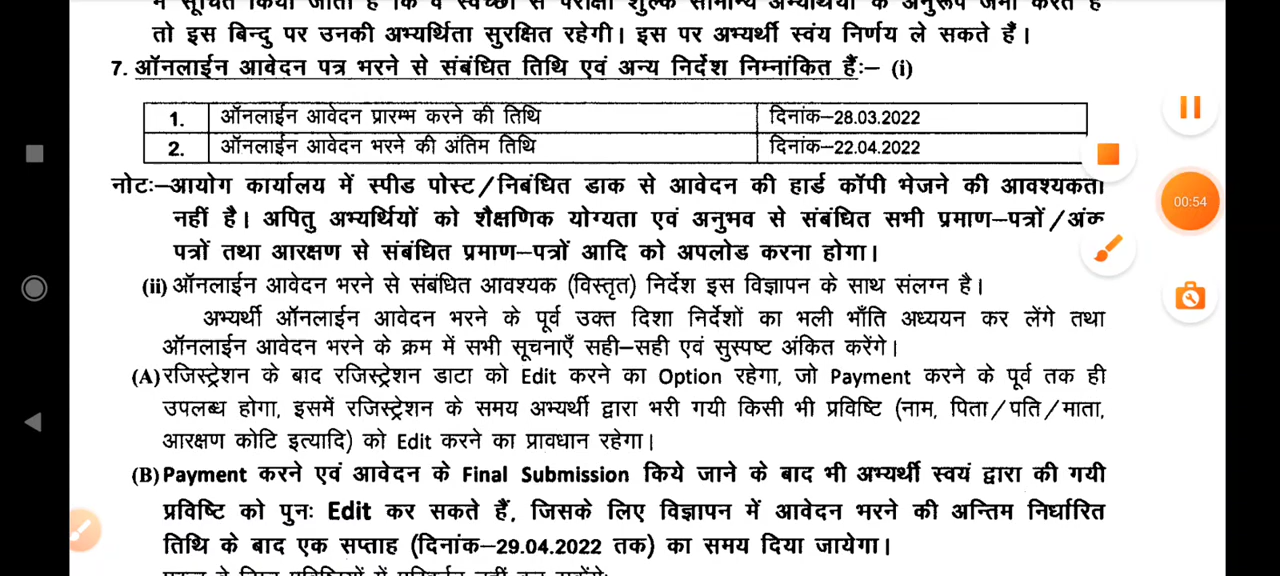 में सूचित किया जाता है कि वे स्वेच्छा से परीक्षा शुल्क सामान्य अभ्यर्थियों के अनुरूप जमा करते हैं
तो इस बिन्दु पर उनकी अभ्यर्थिता सुरक्षित रहेगी। इस पर अभ्यर्थी स्वंय निर्णय ले सकते हैं।
7. ऑनलाईन आवेदन पत्र भरने से संबंधित तिथि एवं अन्य निर्देश निम्नांकित हैंः– (i)
1. ऑनलाईन आवेदन प्रारम्भ करने की तिथि दिनांक–28.03.2022
2. ऑनलाईन आवेदन भरने की अंतिम तिथि दिनांक–22.04.2022
नोटः–आयोग कार्यालय में स्पीड पोस्ट/निबंधित डाक से आवेदन की हार्ड कॉपी भेजने की आवश्यकता
नहीं है। अपितु अभ्यर्थियों को शैक्षणिक योग्यता एवं अनुभव से संबंधित सभी प्रमाण–पत्रों/अंक
पत्रों तथा आरक्षण से संबंधित प्रमाण–पत्रों आदि को अपलोड करना होगा।
(ii) ऑनलाईन आवेदन भरने से संबंधित आवश्यक (विस्तृत) निर्देश इस विज्ञापन के साथ संलग्न है।
अभ्यर्थी ऑनलाईन आवेदन भरने के पूर्व उक्त दिशा निर्देशों का भली भाँति अध्ययन कर लेंगे तथा
ऑनलाईन आवेदन भरने के क्रम में सभी सूचनाएँ सही–सही एवं सुस्पष्ट अंकित करेंगे।
(A) रजिस्ट्रेशन के बाद रजिस्ट्रेशन डाटा को Edit करने का Option रहेगा, जो Payment करने के पूर्व तक ही
उपलब्ध होगा, इसमें रजिस्ट्रेशन के समय अभ्यर्थी द्वारा भरी गयी किसी भी प्रविष्टि (नाम, पिता/पति/माता,
आरक्षण कोटि इत्यादि) को Edit करने का प्रावधान रहेगा।
(B) Payment करने एवं आवेदन के Final Submission किये जाने के बाद भी अभ्यर्थी स्वयं द्वारा की गयी
प्रविष्टि को पुनः Edit कर सकते हैं, जिसके लिए विज्ञापन में आवेदन भरने की अन्तिम निर्धारित
तिथि के बाद एक सप्ताह (दिनांक–29.04.2022 तक) का समय दिया जायेगा।
00:54